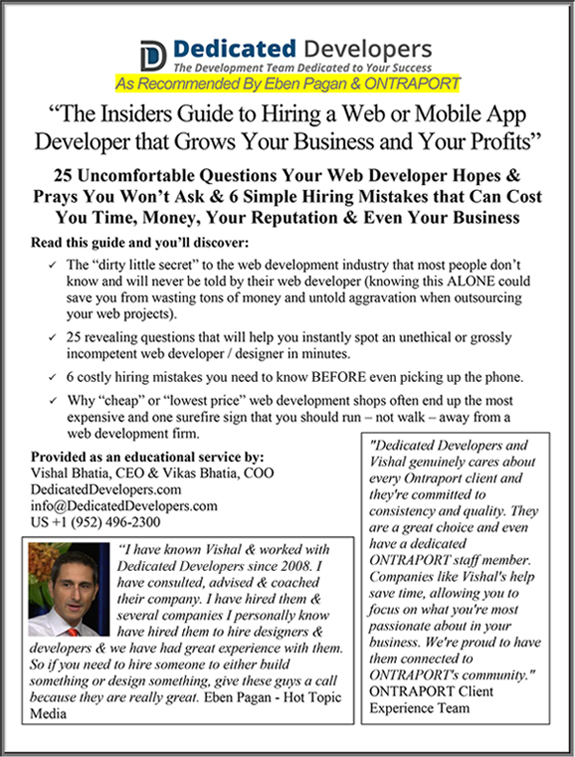 Dedicated Developers
The Development Team Dedicated to Your Success
As Recommended By Eben Pagan & ONTRAPORT
“The Insiders Guide to Hiring a Web or Mobile App
Developer that Grows Your Business and Your Profits”
25 Uncomfortable Questions Your Web Developer Hopes &
Prays You Won’t Ask & 6 Simple Hiring Mistakes that Can Cost
You Time, Money, Your Reputation & Even Your Business
Read this guide and you’ll discover:
✓ The “dirty little secret” to the web development industry that most people don’t
know and will never be told by their web developer (knowing this ALONE could
save you from wasting tons of money and untold aggravation when outsourcing
your web projects).
✓ 25 revealing questions that will help you instantly spot an unethical or grossly
incompetent web developer / designer in minutes.
✓ 6 costly hiring mistakes you need to know BEFORE even picking up the phone.
✓ Why “cheap” or “lowest price” web development shops often end up the most
expensive and one surefire sign that you should run – not walk – away from a
web development firm.
Provided as an educational service by:
Vishal Bhatia, CEO & Vikas Bhatia, COO
DedicatedDevelopers.com
info@DedicatedDevelopers.com
US +1 (952) 496-2300
“I have known Vishal & worked with
Dedicated Developers since 2008. I
have consulted, advised & coached
their company. I have hired them &
several companies I personally know
have hired them to hire designers &
developers & we have had great experience with them.
So if you need to hire someone to either build
something or design something, give these guys a call
because they are really great. Eben Pagan - Hot Topic
Media
"Dedicated Developers and
Vishal genuinely cares about
every Ontraport client and
they're committed to
consistency and quality. They
are a great choice and even
have a dedicated
ONTRAPORT staff member.
Companies like Vishal's help
save time, allowing you to
focus on what you're most
passionate about in your
business. We're proud to have
them connected to
ONTRAPORT's community."
ONTRAPORT Client
Experience Team